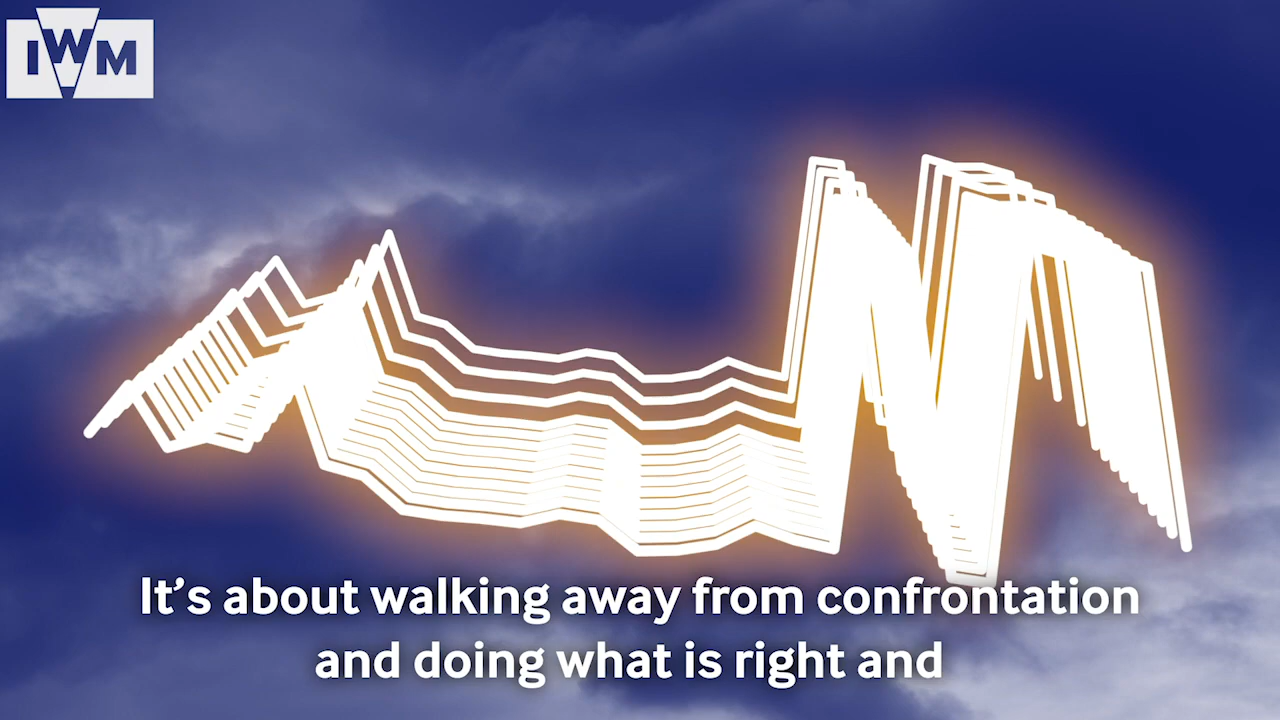 IWM
It’s about walking away from confrontation
and doing what is right and